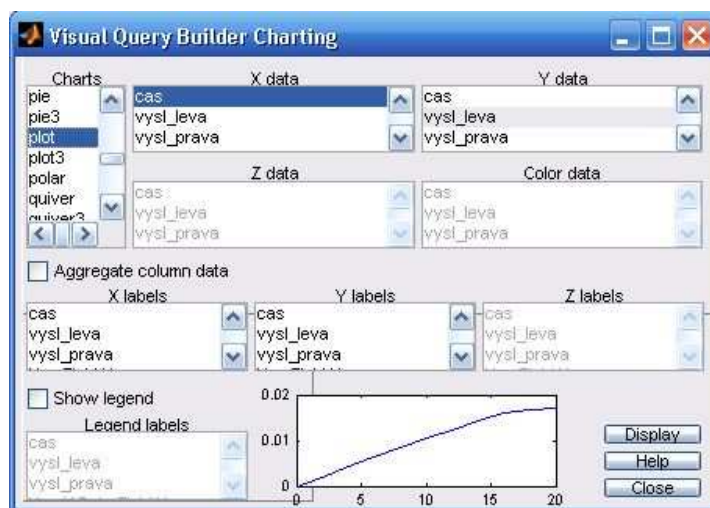 Visual Query Builder Charting
Charts
pie
pie3
plot
plot3
polar
quiver
quiver3
X data
cas
vysl_leva
vysl_prava
Y data
cas
vysl_leva
vysl_prava
Z data
cas
vysl_leva
vysl_prava
Color data
cas
vysl_leva
vysl_prava
Aggregate column data
X labels
cas
vysl_leva
vysl_prava
Y labels
cas
vysl_leva
vysl_prava
Z labels
cas
vysl_leva
vysl_prava
Show legend
Legend labels
cas
vysl_leva
vysl_prava
0.02
0.01
0
0 5 10 15 20
Display
Help
Close